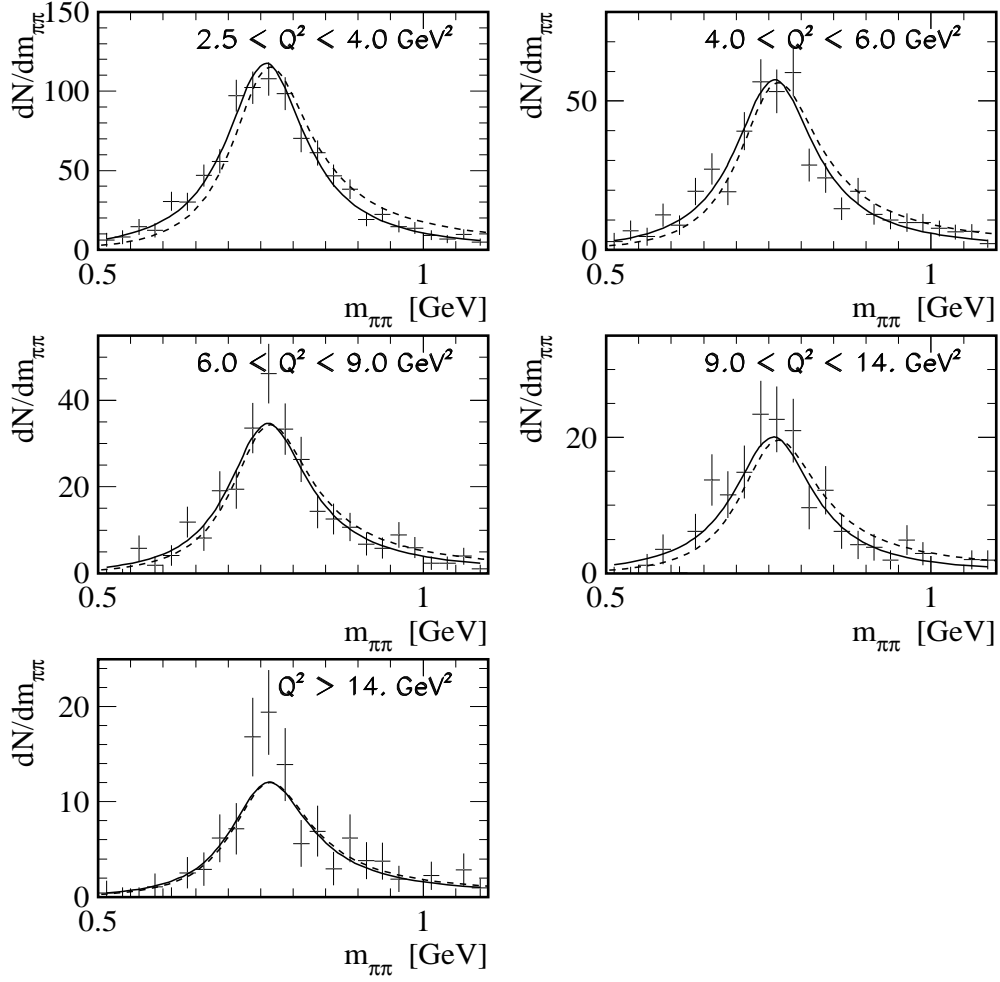 2.5 < Q² < 4.0 GeV²
dN/dm_ππ
150
100
50
0
0.5 1
m_ππ [GeV]
4.0 < Q² < 6.0 GeV²
dN/dm_ππ
50
0
0.5 1
m_ππ [GeV]
6.0 < Q² < 9.0 GeV²
dN/dm_ππ
40
20
0
0.5 1
m_ππ [GeV]
9.0 < Q² < 14. GeV²
dN/dm_ππ
20
0
0.5 1
m_ππ [GeV]
Q² > 14. GeV²
dN/dm_ππ
20
10
0
0.5 1
m_ππ [GeV]